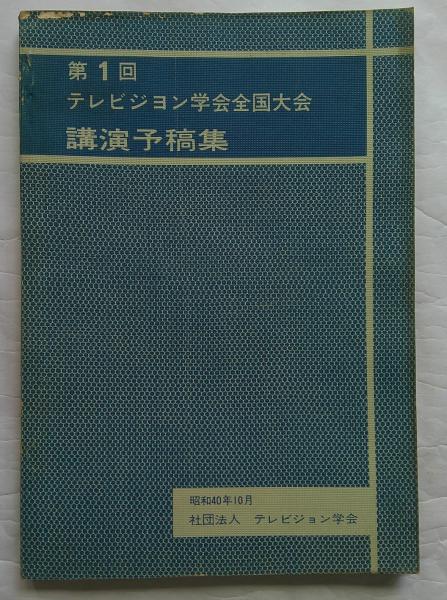 第1回
テレビジヨン学会全国大会
講演予稿集
昭和40年10月
社団法人 テレビジョン学会